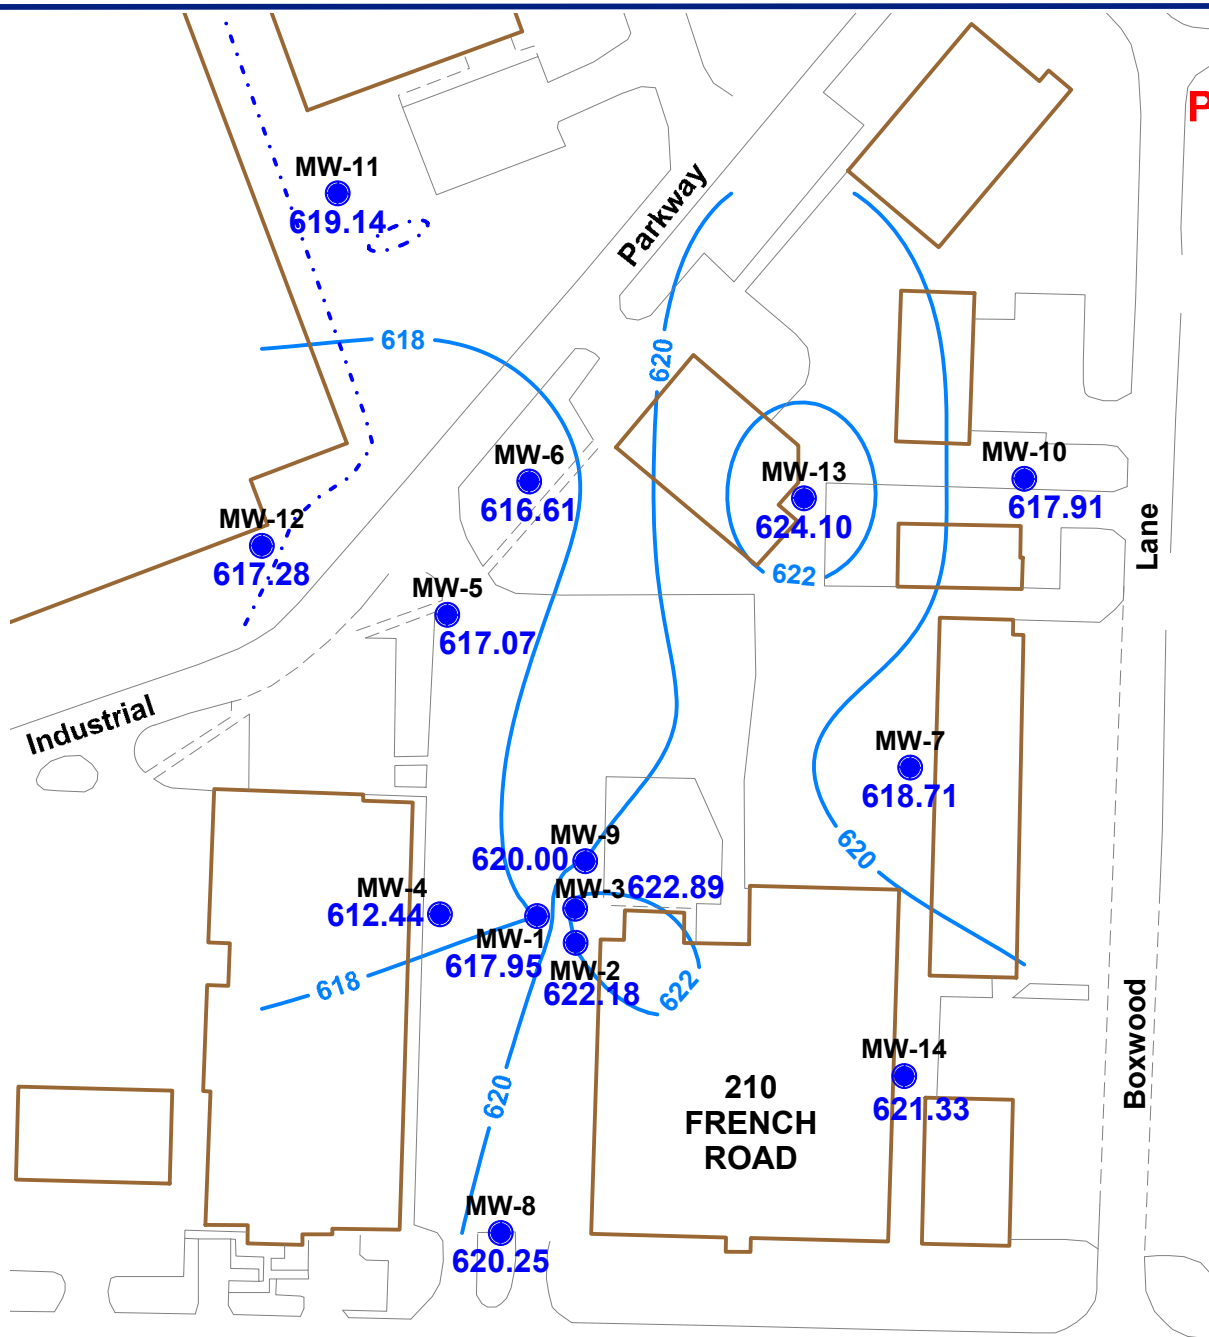 P
MW-11
619.14
Parkway
618
620
MW-6
616.61
MW-13
624.10
622
MW-10
617.91
MW-12
617.28
MW-5
617.07
Lane
Industrial
MW-7
618.71
620
MW-9
620.00
MW-3
622.89
MW-4
612.44
MW-1
617.95
MW-2
622.18
622
618
620
MW-14
621.33
210
FRENCH
ROAD
Boxwood
MW-8
620.25